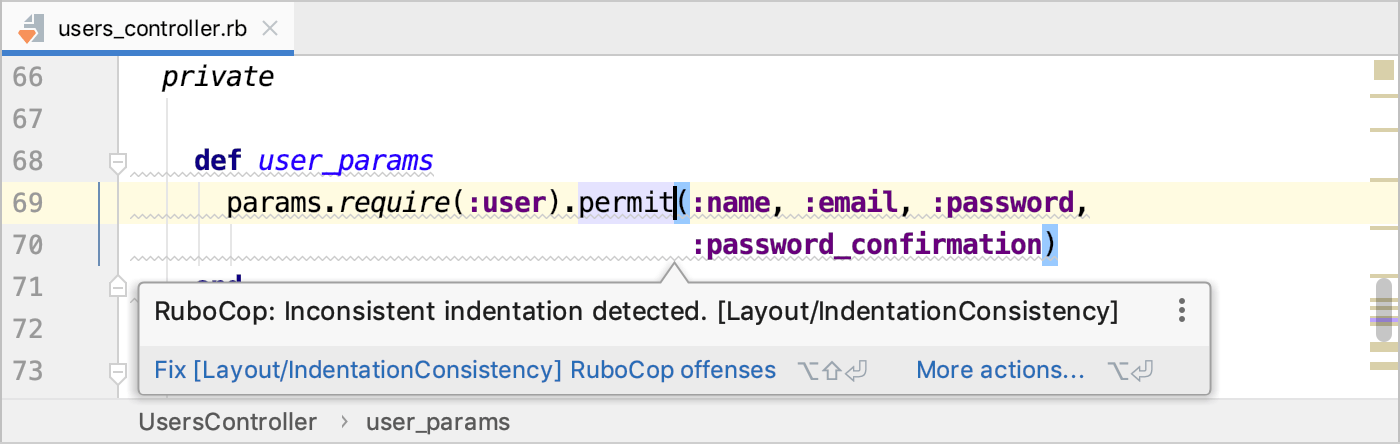 users_controller.rb
66 private
67
68 def user_params
69 params.require(:user).permit(:name, :email, :password,
70 :password_confirmation)
71 end
72
73
RuboCop: Inconsistent indentation detected. [Layout/IndentationConsistency]
Fix [Layout/IndentationConsistency] RuboCop offenses ⌥⇧⏎ More actions... ⌥⏎
UsersController › user_params